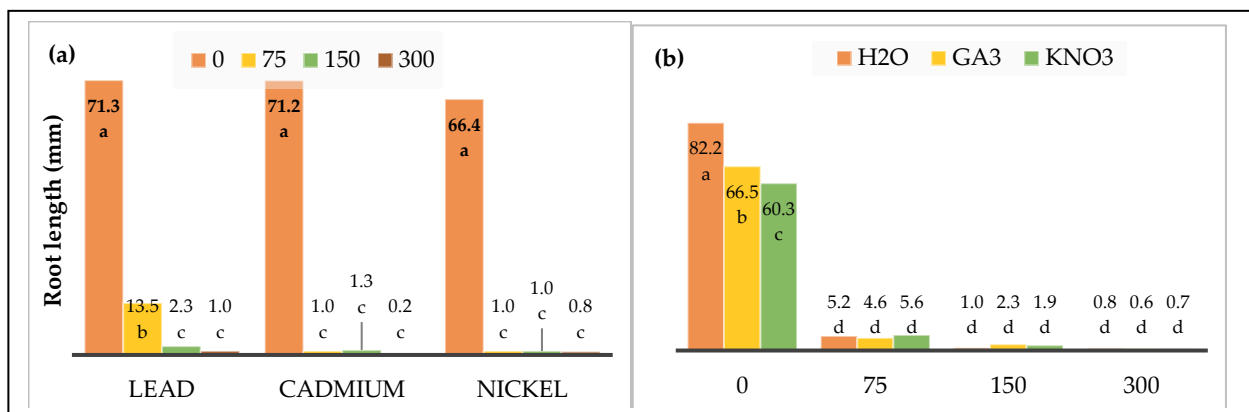 (a)
0 75 150 300
Root length (mm)
71.3
a
13.5
b
2.3
c
1.0
c
71.2
a
1.0
c
1.3
c
0.2
c
66.4
a
1.0
c
1.0
c
0.8
c
LEAD CADMIUM NICKEL
(b)
H2O GA3 KNO3
82.2
a
66.5
b
60.3
c
5.2
d
4.6
d
5.6
d
1.0
d
2.3
d
1.9
d
0.8
d
0.6
d
0.7
d
0 75 150 300